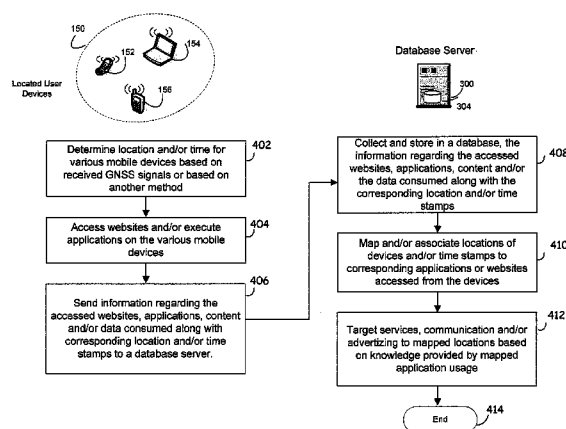 150
152
154
156
Located User
Devices
Database Server
300
304
402
Determine location and/or time for
various mobile devices based on
received GNSS signals or based on
another method
404
Access websites and/or execute
applications on the various mobile
devices
406
Send information regarding the
accessed websites, applications, content
and/or data consumed along with
corresponding location and/or time
stamps to a database server.
408
Collect and store in a database, the
information regarding the accessed
websites, applications, content and/or
the data consumed along with the
corresponding location and/or time
stamps
410
Map and/or associate locations of
devices and/or time stamps to
corresponding applications or websites
accessed from the devices
412
Target services, communication and/or
advertizing to mapped locations based
on knowledge provided by mapped
application usage
End
414